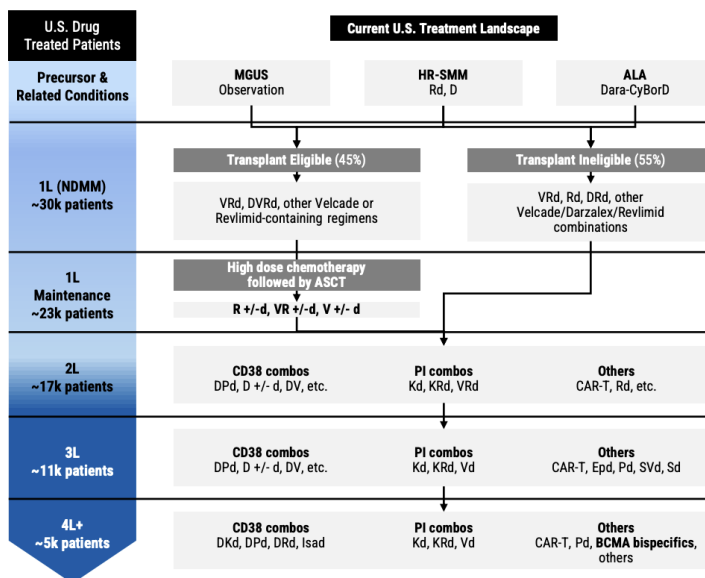 U.S. Drug
Treated Patients
Current U.S. Treatment Landscape
Precursor &
Related Conditions
MGUS
Observation
HR-SMM
Rd, D
ALA
Dara-CyBorD
1L (NDMM)
~30k patients
Transplant Eligible (45%)
VRd, DVRd, other Velcade or
Revlimid-containing regimens
Transplant Ineligible (55%)
VRd, Rd, DRd, other
Velcade/Darzalex/Revlimid
combinations
1L
Maintenance
~23k patients
High dose chemotherapy
followed by ASCT
R +/-d, VR +/-d, V +/- d
2L
~17k patients
CD38 combos
DPd, D +/- d, DV, etc.
PI combos
Kd, KRd, VRd
Others
CAR-T, Rd, etc.
3L
~11k patients
CD38 combos
DPd, D +/- d, DV, etc.
PI combos
Kd, KRd, Vd
Others
CAR-T, Epd, Pd, SVd, Sd
4L+
~5k patients
CD38 combos
DKd, DPd, DRd, Isad
PI combos
Kd, KRd, Vd
Others
CAR-T, Pd, BCMA bispecifics,
others